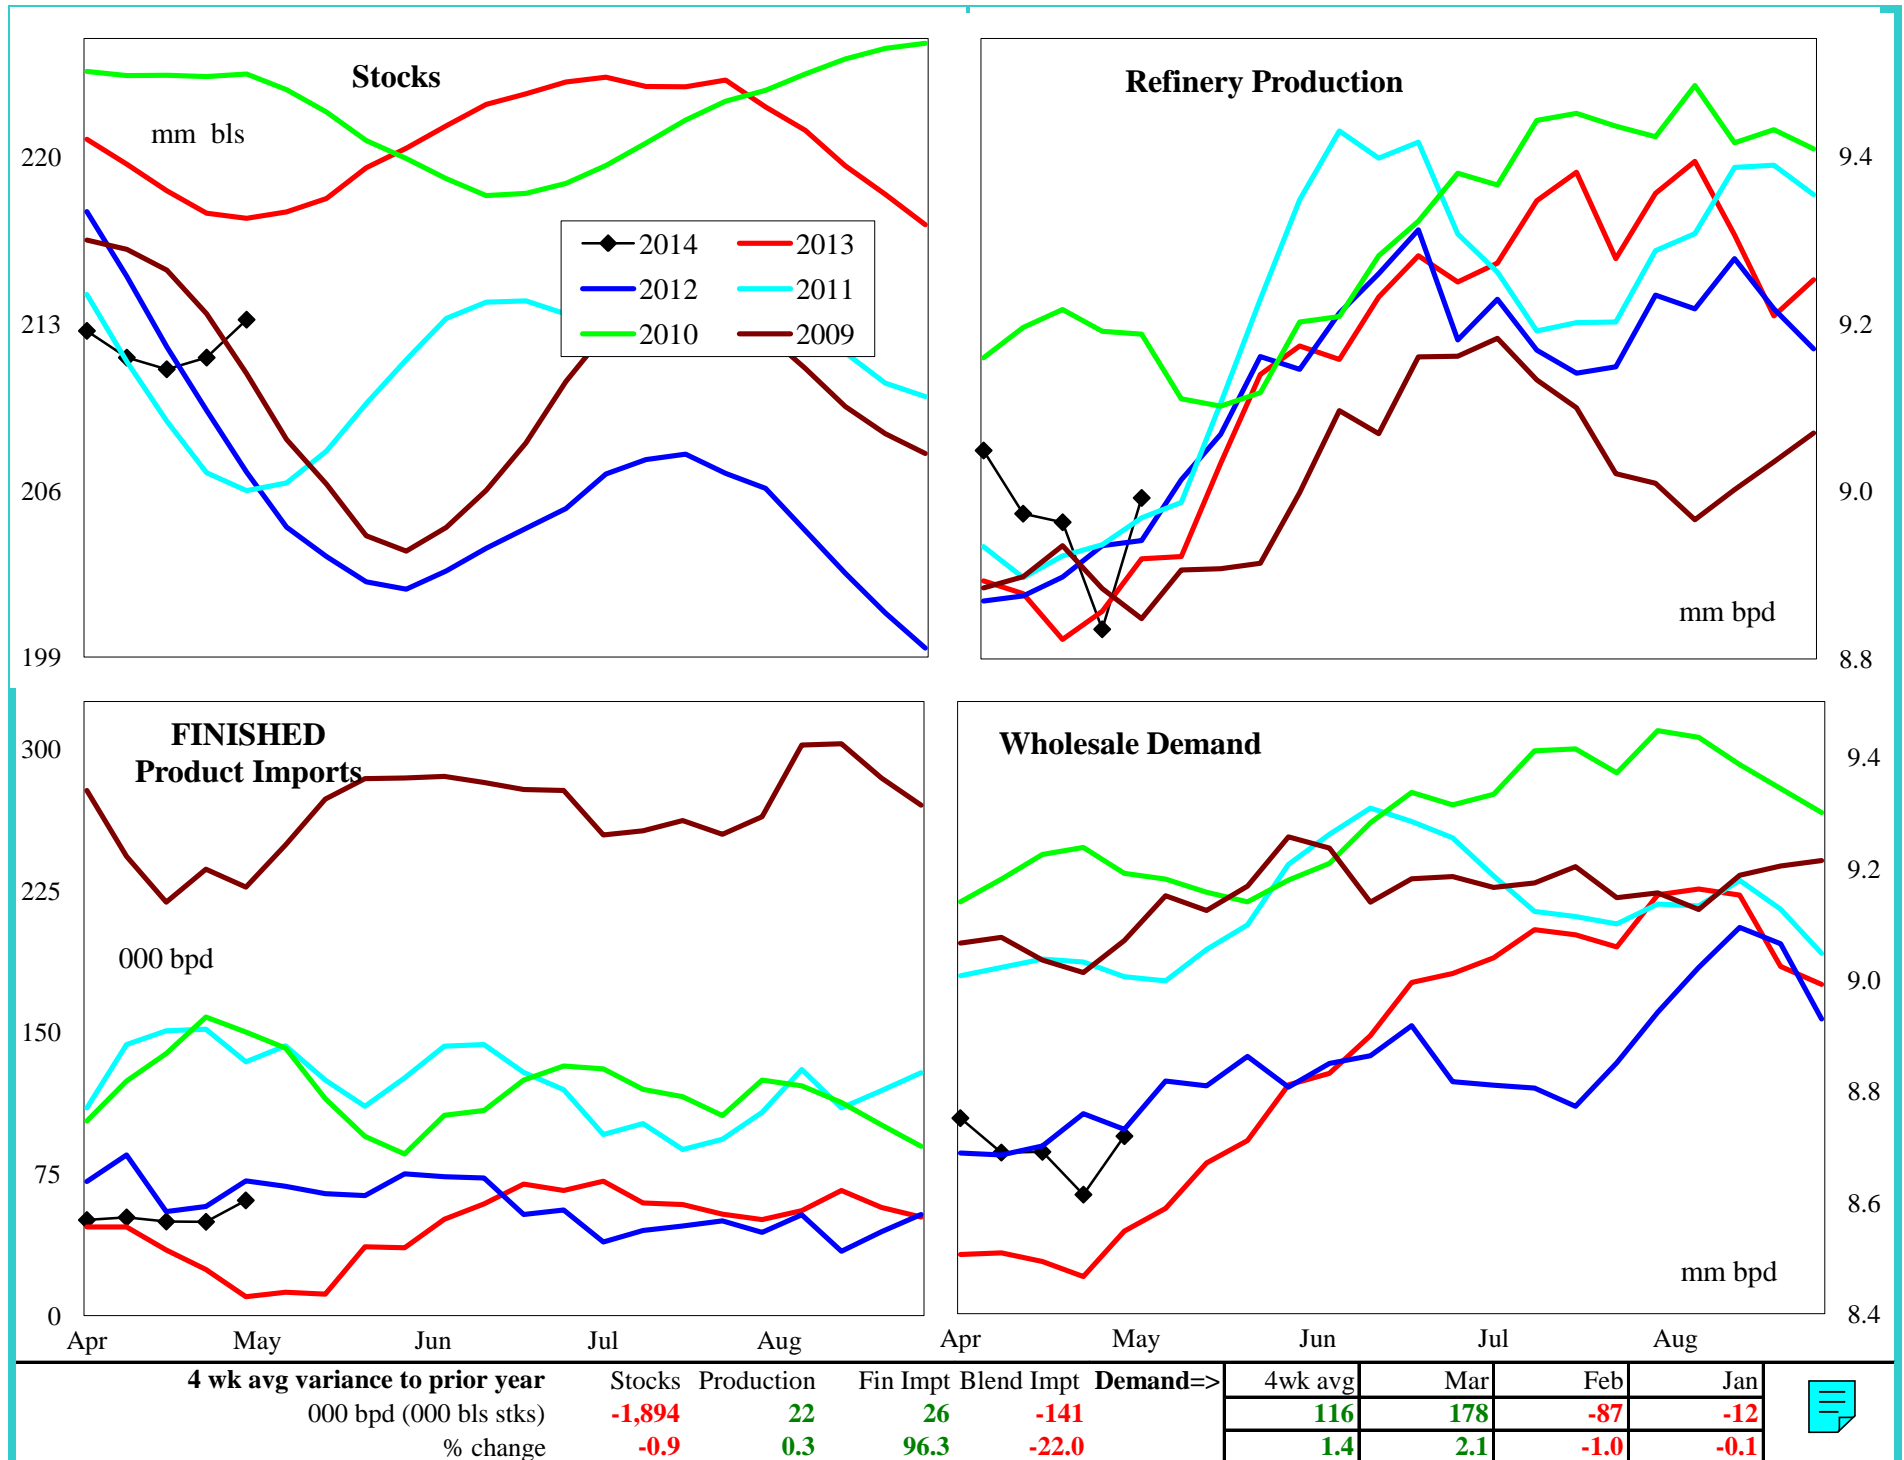 Stocks
mm bls
220
213
206
199
2014 2013
2012 2011
2010 2009
Refinery Production
9.4
9.2
9.0
8.8
mm bpd
FINISHED
Product Imports
000 bpd
300
225
150
75
0
Apr May Jun Jul Aug
Wholesale Demand
9.4
9.2
9.0
8.8
8.6
8.4
mm bpd
Apr May Jun Jul Aug
4 wk avg variance to prior year Stocks Production Fin Impt Blend Impt Demand=> 4wk avg Mar Feb Jan
000 bpd (000 bls stks) -1,894 22 26 -141 116 178 -87 -12
% change -0.9 0.3 96.3 -22.0 1.4 2.1 -1.0 -0.1